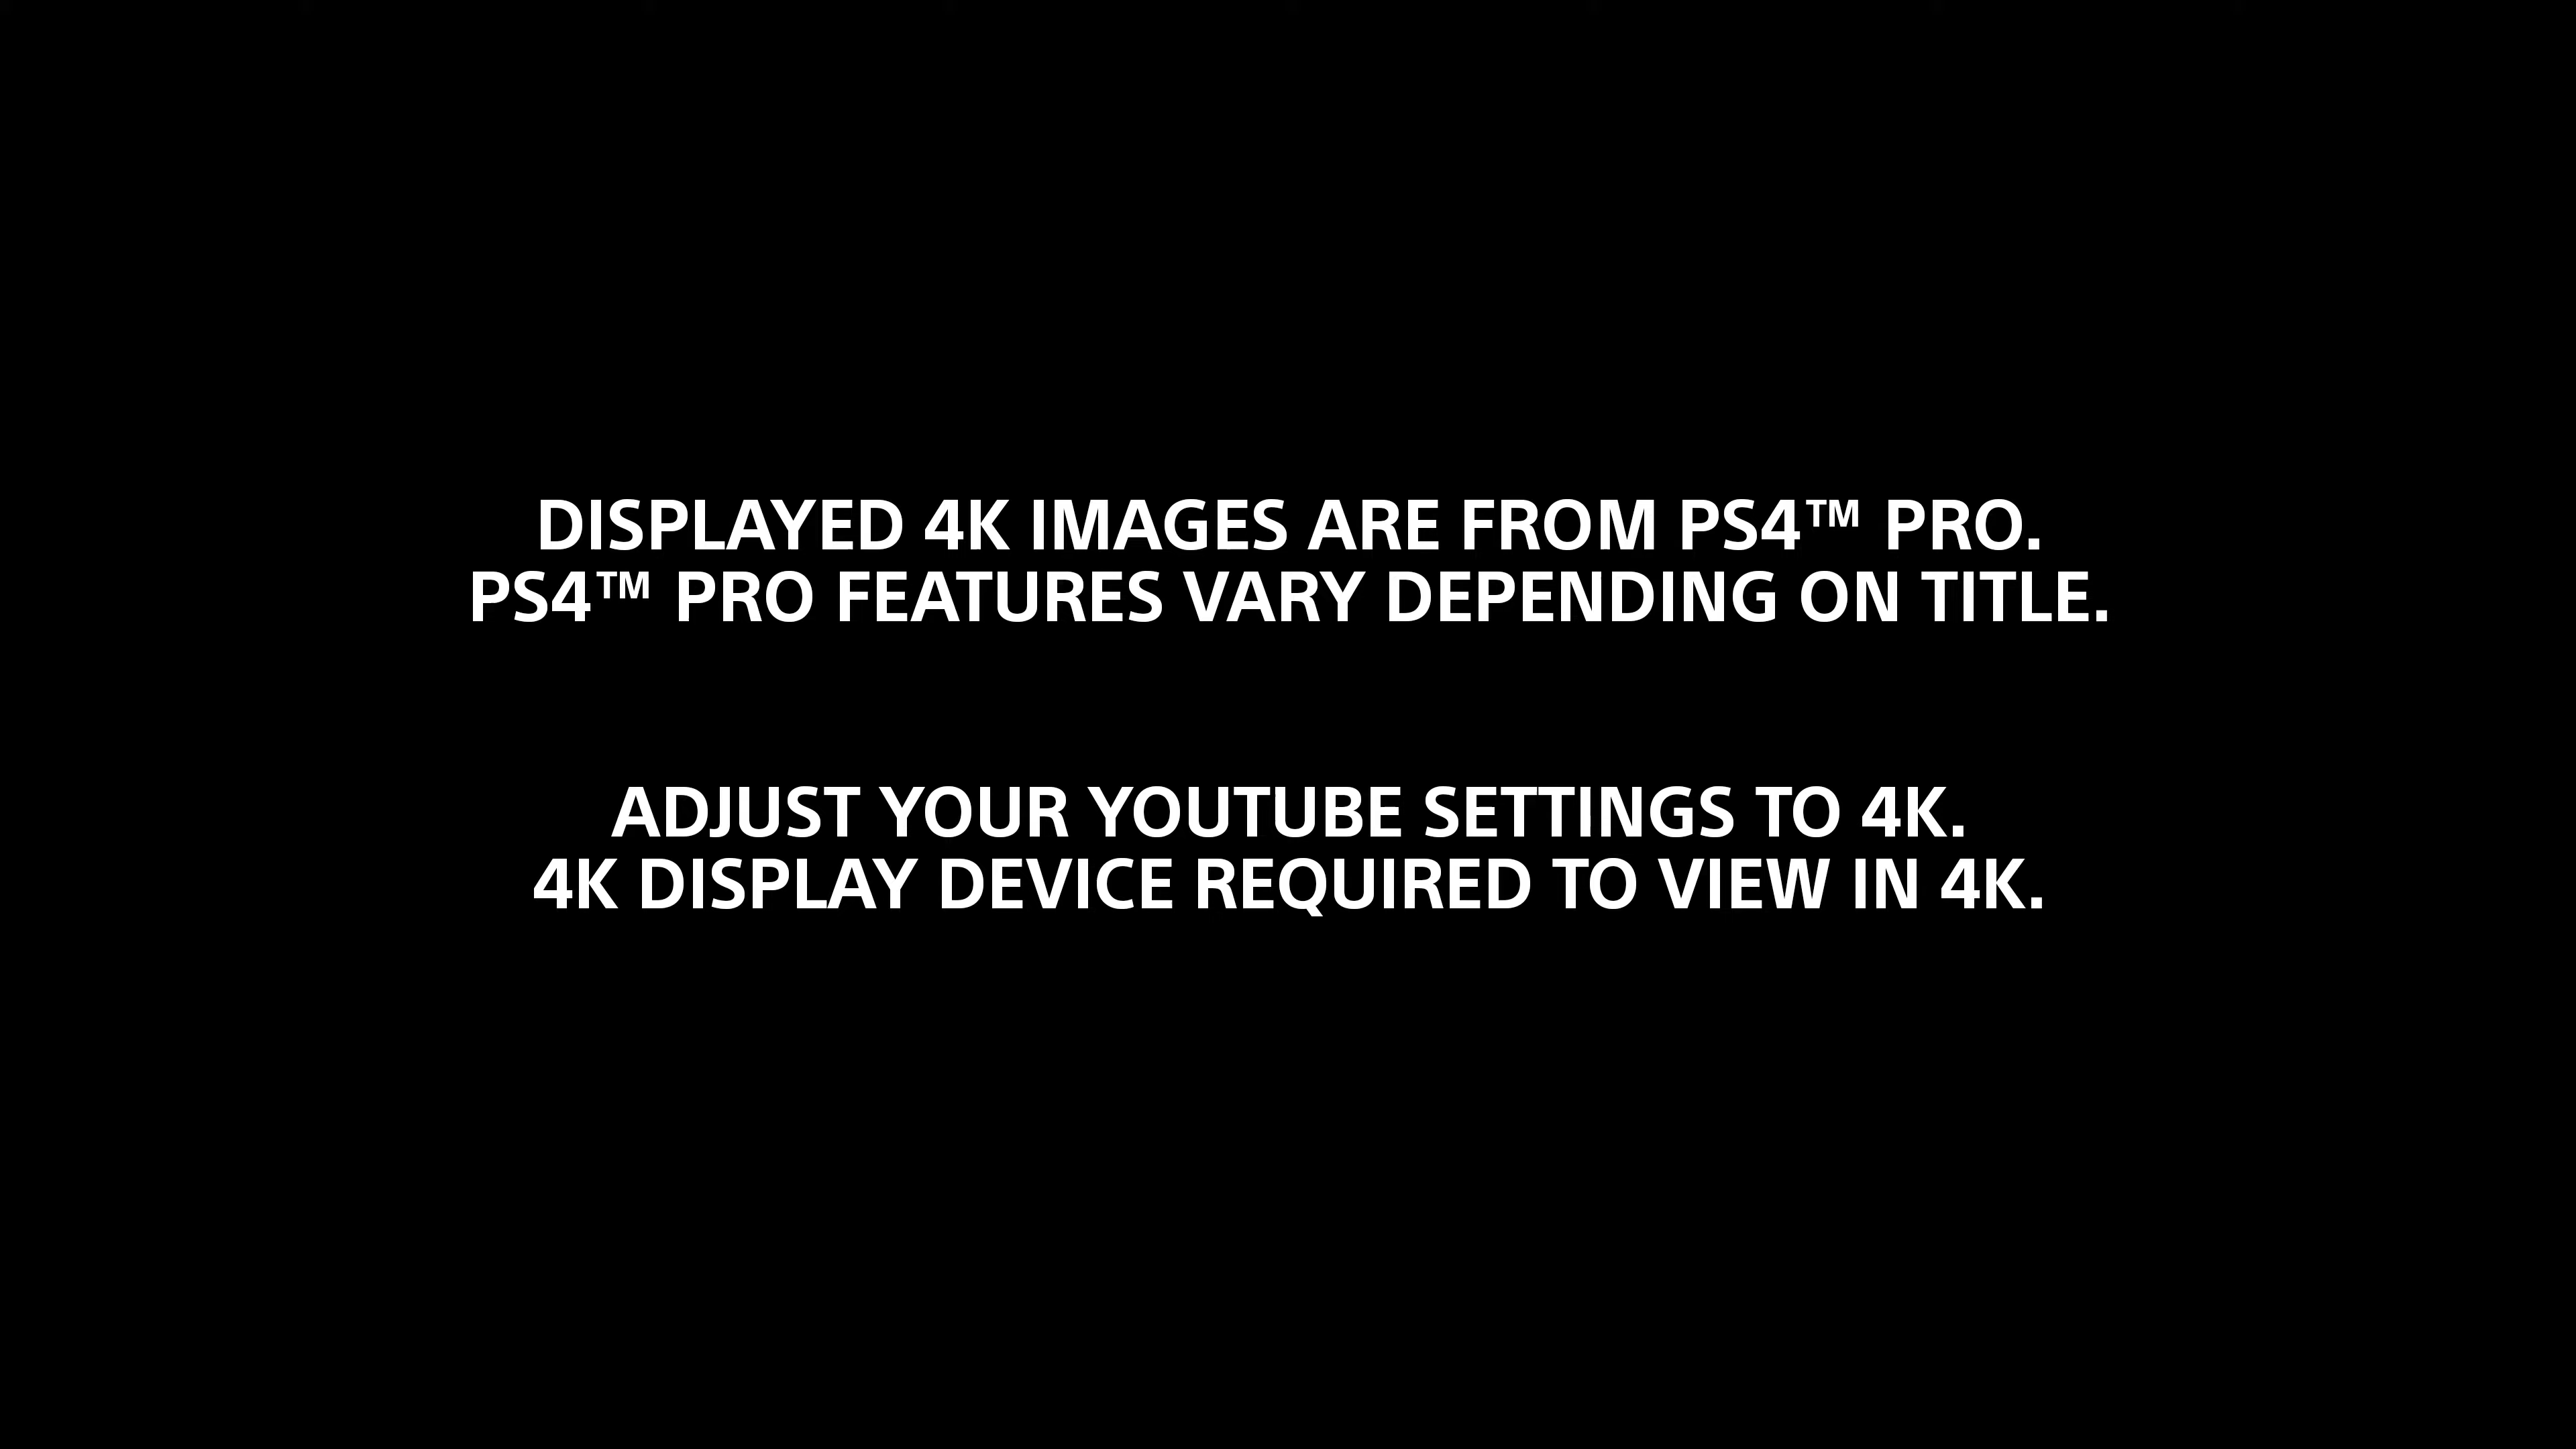 DISPLAYED 4K IMAGES ARE FROM PS4™ PRO.
PS4™ PRO FEATURES VARY DEPENDING ON TITLE.
ADJUST YOUR YOUTUBE SETTINGS TO 4K.
4K DISPLAY DEVICE REQUIRED TO VIEW IN 4K.